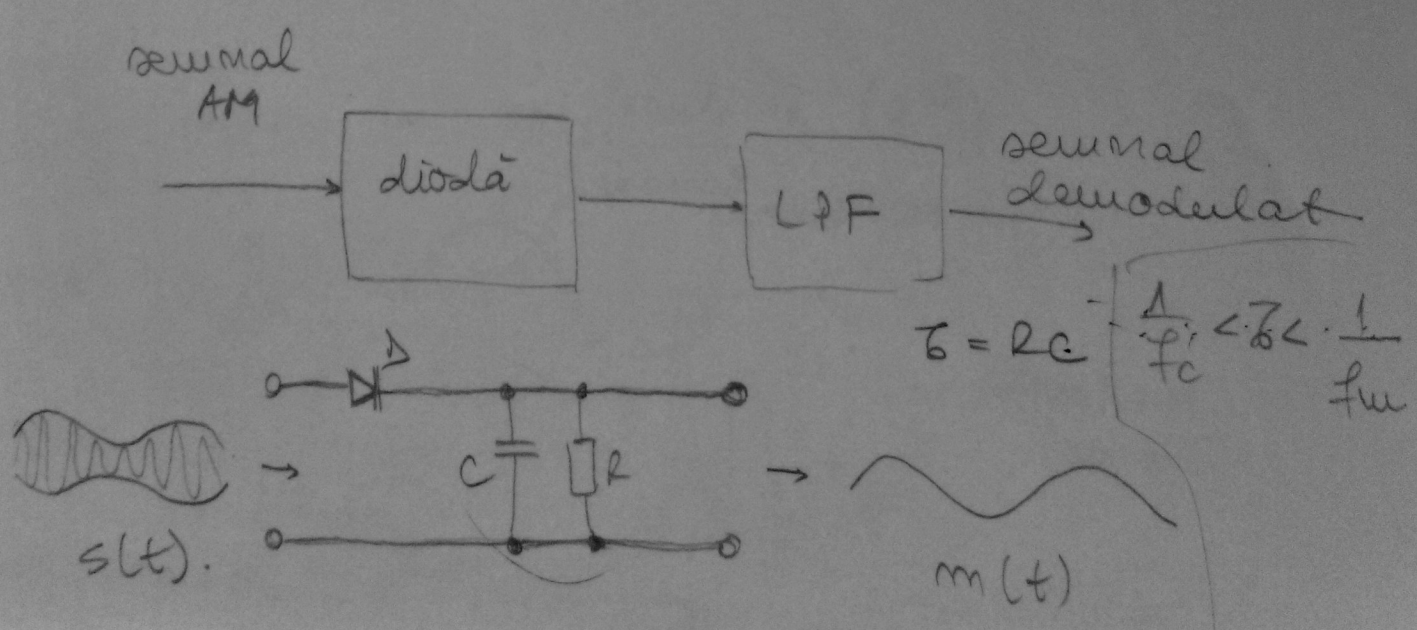 semnal
AM
diodă
LPF
semnal
demodulat
τ = RC
1/fc < τ < 1/fm
D
C
R
s(t).
m(t)